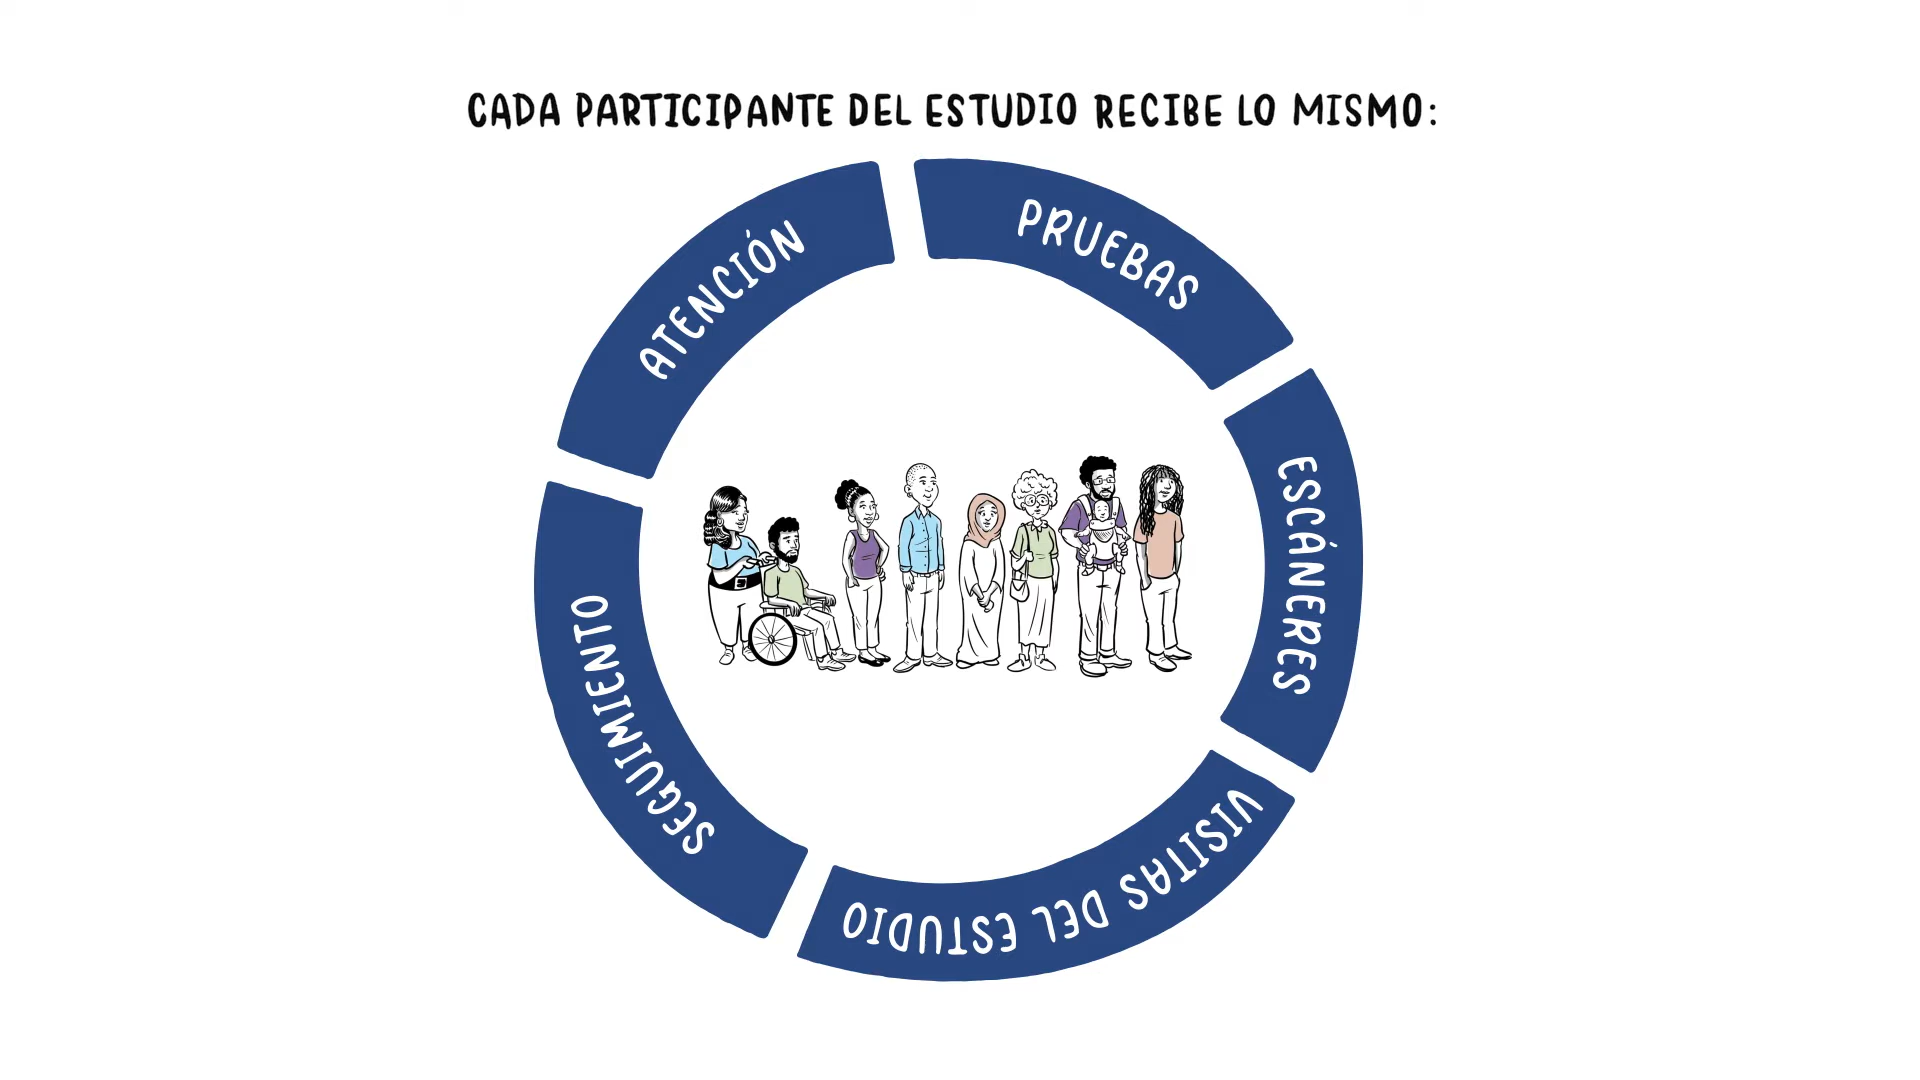 CADA PARTICIPANTE DEL ESTUDIO RECIBE LO MISMO:
PRUEBAS
ESCÁNERES
VISITAS DEL ESTUDIO
SEGUIMIENTO
ATENCIÓN